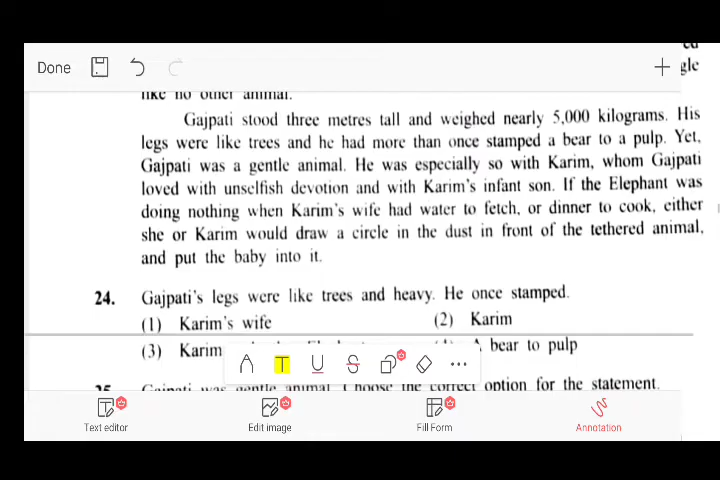 Done
gle
like no other animal.
Gajpati stood three metres tall and weighed nearly 5,000 kilograms. His
legs were like trees and he had more than once stamped a bear to a pulp. Yet,
Gajpati was a gentle animal. He was especially so with Karim, whom Gajpati
loved with unselfish devotion and with Karim's infant son. If the Elephant was
doing nothing when Karim's wife had water to fetch, or dinner to cook, either
she or Karim would draw a circle in the dust in front of the tethered animal,
and put the baby into it.
24. Gajpati's legs were like trees and heavy. He once stamped.
(1) Karim's wife (2) Karim
(3) Karim A bear to pulp
Gajpati was gentle animal. Choose the correct option for the statement.
Text editor Edit image Fill Form Annotation